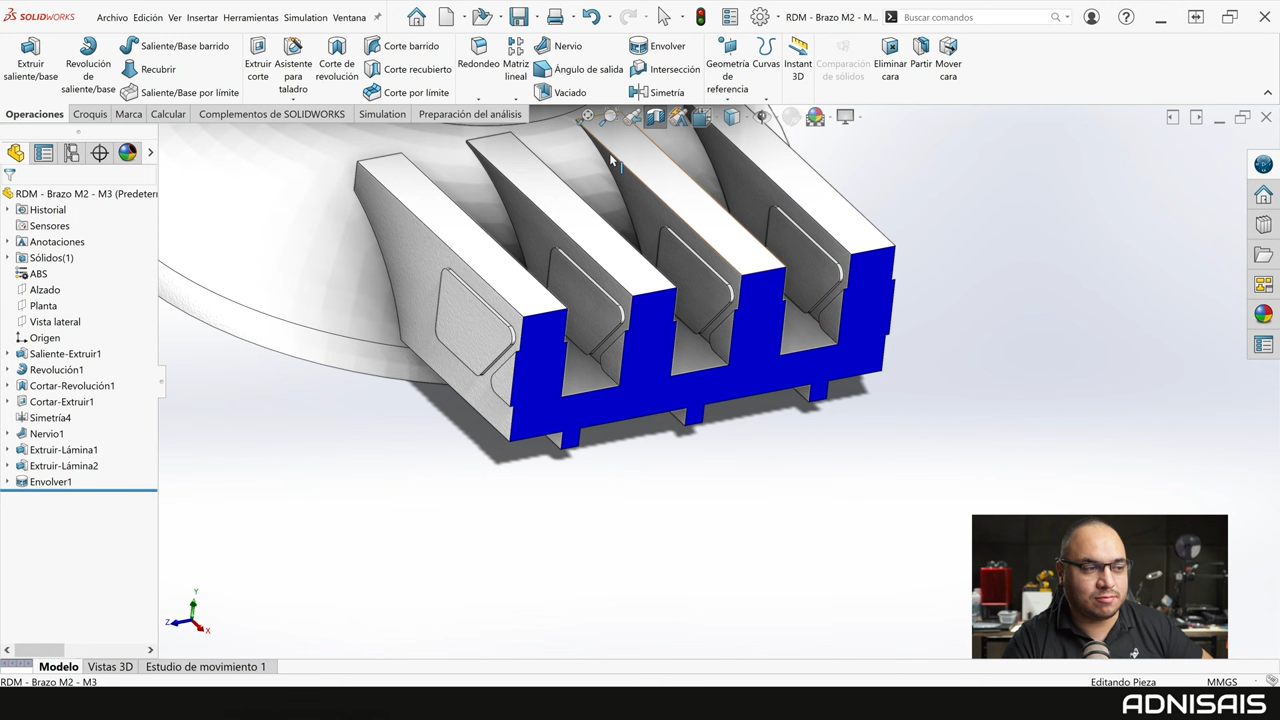 SOLIDWORKS
Archivo Edición Ver Insertar Herramientas Simulation Ventana
RDM - Brazo M2 - M...
Buscar comandos
Extruir saliente/base
Revolución de saliente/base
Saliente/Base barrido
Recubrir
Saliente/Base por límite
Extruir corte
Asistente para taladro
Corte de revolución
Corte barrido
Corte recubierto
Corte por límite
Redondeo
Matriz lineal
Nervio
Ángulo de salida
Vaciado
Envolver
Intersección
Simetría
Geometría de referencia
Curvas
Instant 3D
Comparación de sólidos
Eliminar cara
Partir
Mover cara
Operaciones Croquis Marca Calcular Complementos de SOLIDWORKS Simulation Preparación del análisis
RDM - Brazo M2 - M3 (Predeter
Historial
Sensores
Anotaciones
Sólidos(1)
ABS
Alzado
Planta
Vista lateral
Origen
Saliente-Extruir1
Revolución1
Cortar-Revolución1
Cortar-Extruir1
Simetría4
Nervio1
Extruir-Lámina1
Extruir-Lámina2
Envolver1
Y
Z
X
Modelo Vistas 3D Estudio de movimiento 1
RDM - Brazo M2 - M3
Editando Pieza
MMGS
ADNISAIS